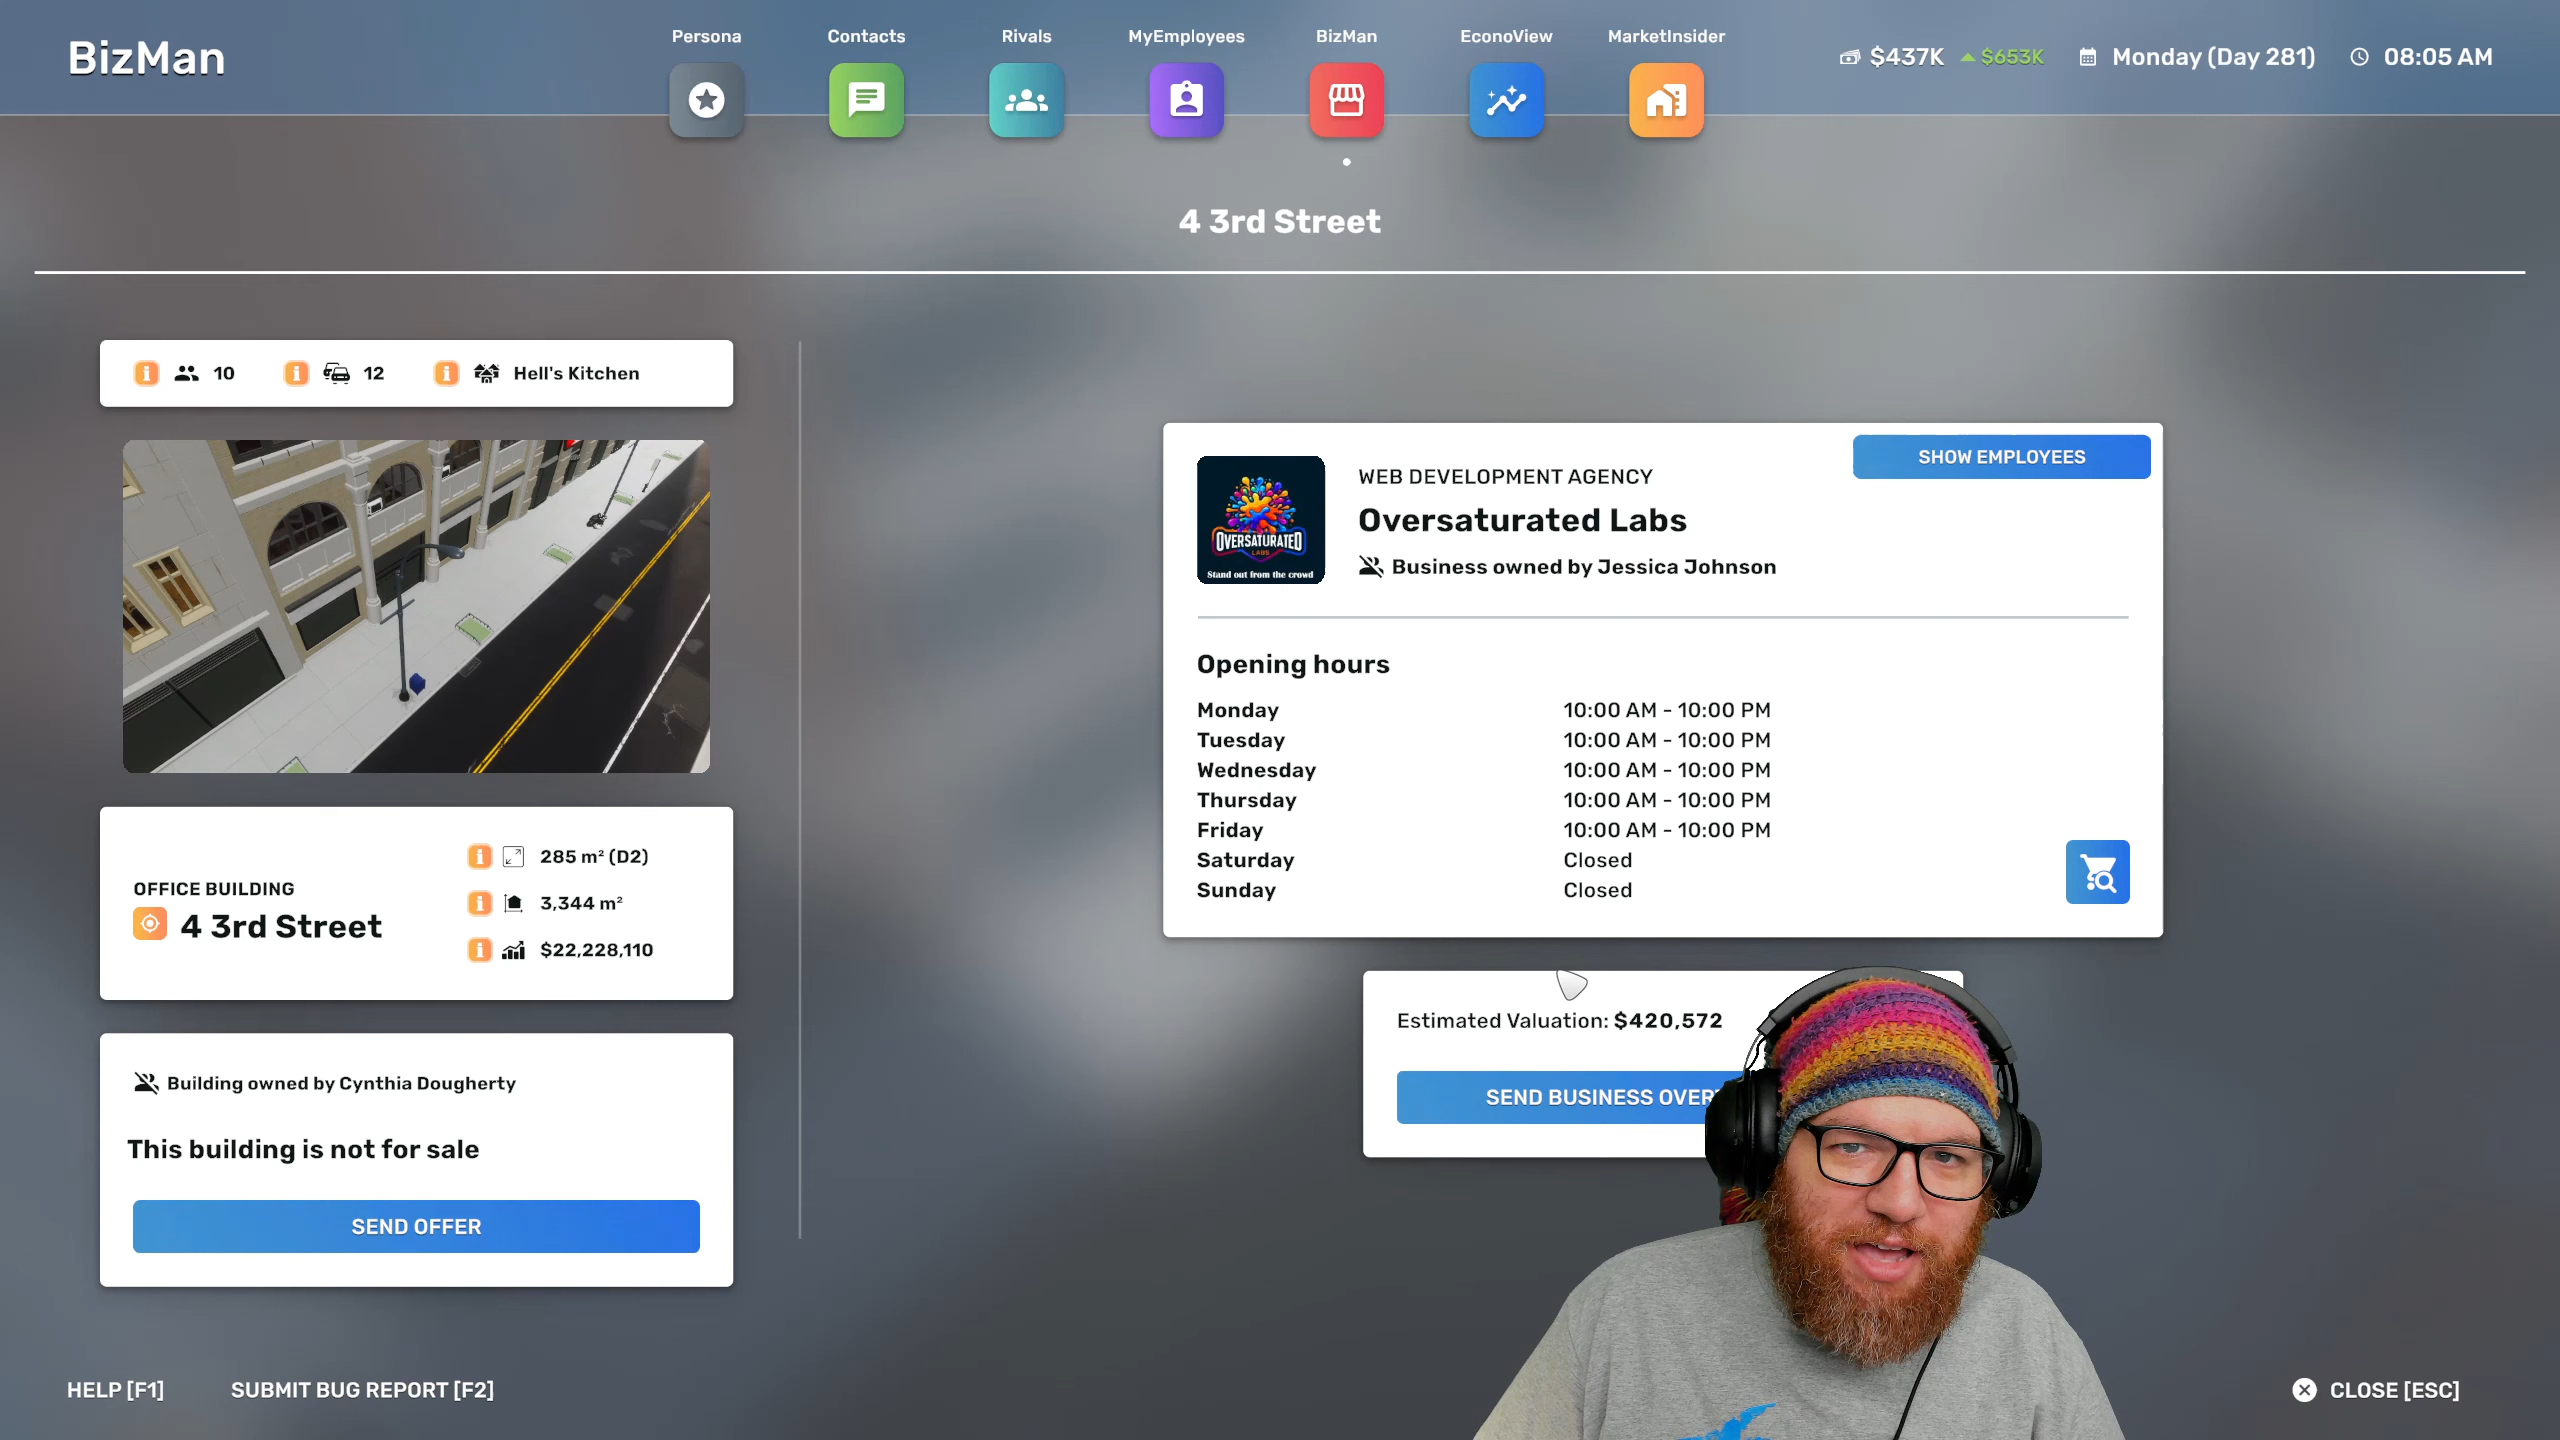 BizMan
Persona
Contacts
Rivals
MyEmployees
BizMan
EconoView
MarketInsider
$437K
$653K
Monday (Day 281)
08:05 AM
4 3rd Street
10
12
Hell's Kitchen
OFFICE BUILDING
4 3rd Street
285 m² (D2)
3,344 m²
$22,228,110
Building owned by Cynthia Dougherty
This building is not for sale
SEND OFFER
SHOW EMPLOYEES
OVERSATURATED
LABS
Stand out from the crowd
WEB DEVELOPMENT AGENCY
Oversaturated Labs
Business owned by Jessica Johnson
Opening hours
Monday 10:00 AM - 10:00 PM
Tuesday 10:00 AM - 10:00 PM
Wednesday 10:00 AM - 10:00 PM
Thursday 10:00 AM - 10:00 PM
Friday 10:00 AM - 10:00 PM
Saturday Closed
Sunday Closed
Estimated Valuation: $420,572
SEND BUSINESS
HELP [F1]
SUBMIT BUG REPORT [F2]
CLOSE [ESC]